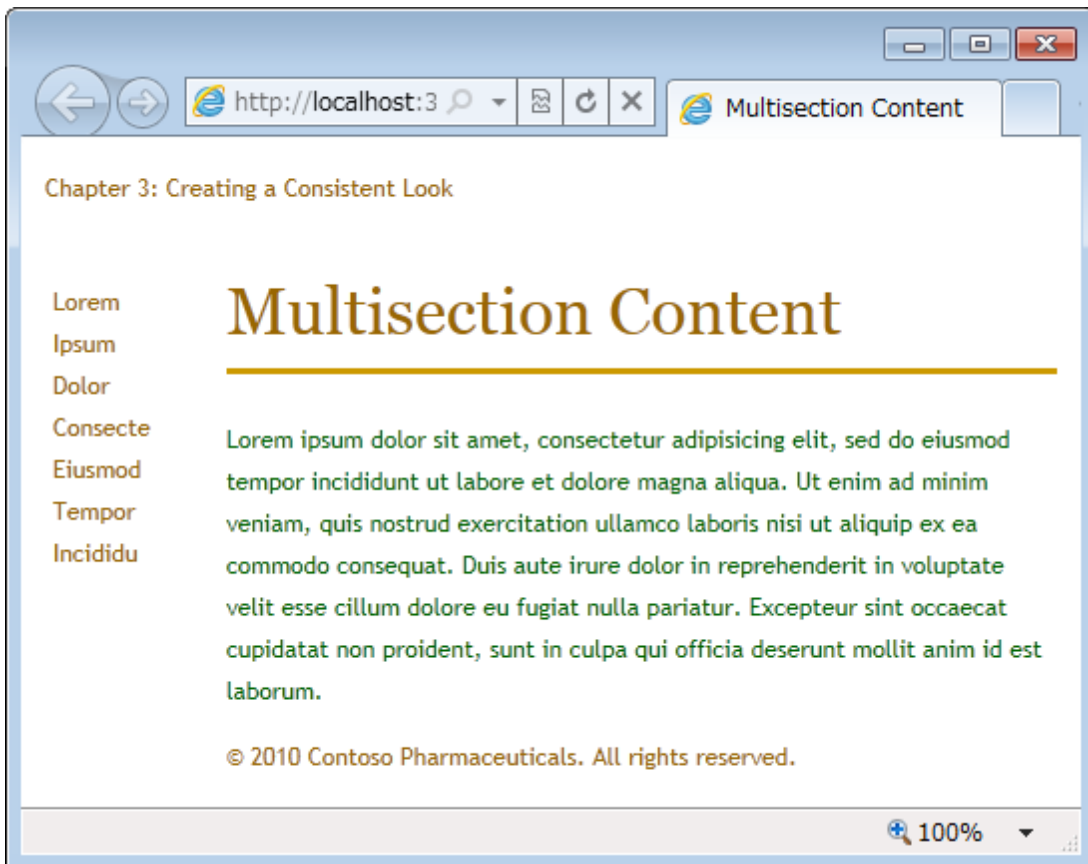 http://localhost:3
Multisection Content
Chapter 3: Creating a Consistent Look
Lorem
Ipsum
Dolor
Consecte
Eiusmod
Tempor
Incididu
Multisection Content
Lorem ipsum dolor sit amet, consectetur adipisicing elit, sed do eiusmod
tempor incididunt ut labore et dolore magna aliqua. Ut enim ad minim
veniam, quis nostrud exercitation ullamco laboris nisi ut aliquip ex ea
commodo consequat. Duis aute irure dolor in reprehenderit in voluptate
velit esse cillum dolore eu fugiat nulla pariatur. Excepteur sint occaecat
cupidatat non proident, sunt in culpa qui officia deserunt mollit anim id est
laborum.
© 2010 Contoso Pharmaceuticals. All rights reserved.
100%